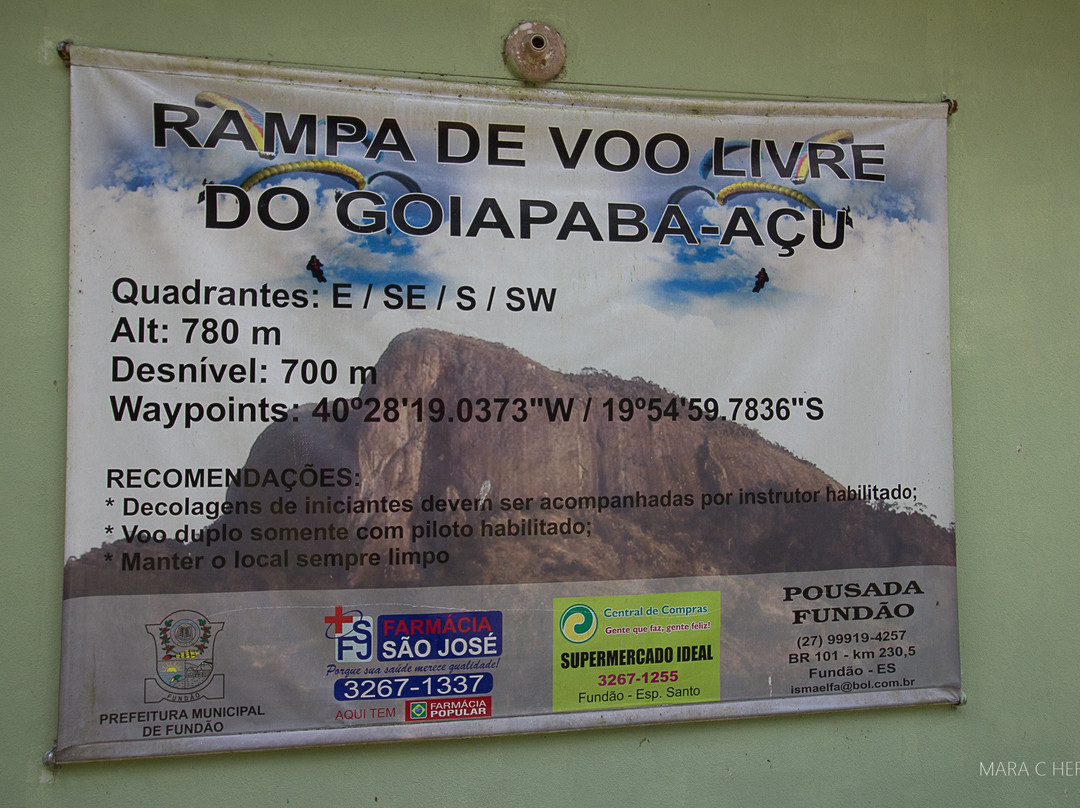 RAMPA DE VOO LIVRE
DO GOIAPABA-AÇU
Quadrantes: E / SE / S / SW
Alt: 780 m
Desnível: 700 m
Waypoints: 40º28'19.0373"W / 19º54'59.7836"S
RECOMENDAÇÕES:
* Decolagens de iniciantes devem ser acompanhadas por instrutor habilitado;
* Voo duplo somente com piloto habilitado;
* Manter o local sempre limpo
FUNDÃO
PREFEITURA MUNICIPAL
DE FUNDÃO
FSJ
FARMÁCIA
SÃO JOSÉ
Porque sua saúde merece qualidade!
3267-1337
AQUI TEM
FARMÁCIA
POPULAR
Central de Compras
Gente que faz, gente feliz!
SUPERMERCADO IDEAL
3267-1255
Fundão - Esp. Santo
POUSADA
FUNDÃO
(27) 99919-4257
BR 101 - km 230,5
Fundão - ES
ismaelfa@bol.com.br
MARA C HER